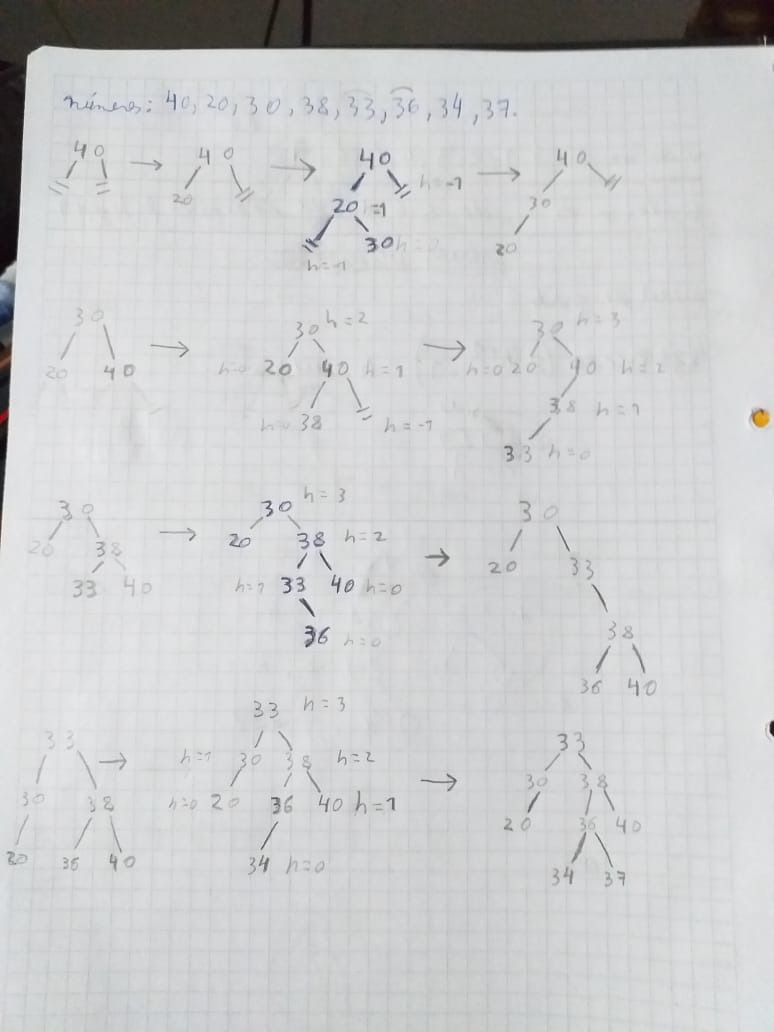 números: 40, 20, 30, 38, 33, 36, 34, 37.
40 → 40 → 40 → 40
20 h=-1
20 h=1 30
30 h=0 20
h=-1
30 → 30 h=2 → 30 h=3
20 40 h=0 20 40 h=1 h=0 20 40 h=2
h=0 38 h=-1 38 h=1
33 h=0
30 → 30 h=3 → 30
20 38 20 38 h=2 20 33
33 40 h=1 33 40 h=0
36 h=0 38
36 40
33 → 33 h=3 → 33
h=1 30 38 h=2 30 38
30 38 h=0 20 36 40 h=1 20 36 40
20 36 40 34 h=0 34 37